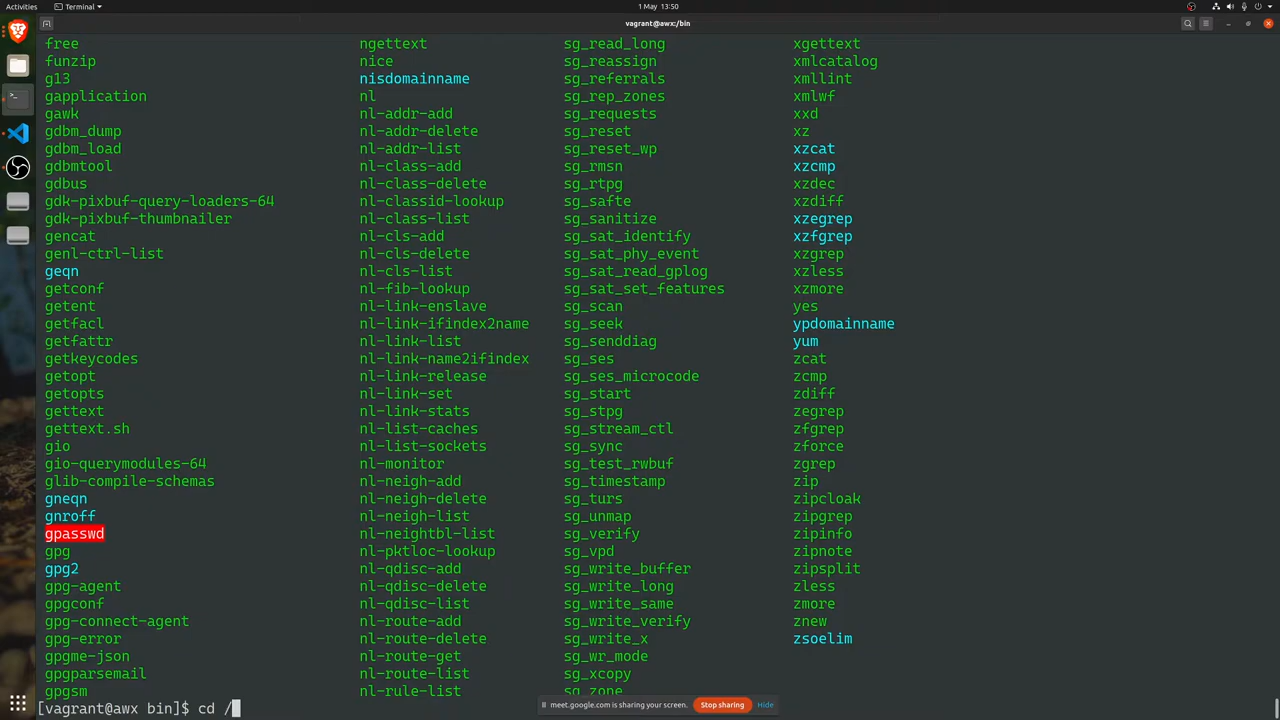 Activities
Terminal
1 May 13:50
vagrant@awx:/bin
free ngettext sg_read_long xgettext
funzip nice sg_reassign xmlcatalog
g13 nisdomainname sg_referrals xmllint
gapplication nl sg_rep_zones xmlwf
gawk nl-addr-add sg_requests xxd
gdbm_dump nl-addr-delete sg_reset xz
gdbm_load nl-addr-list sg_reset_wp xzcat
gdbmtool nl-class-add sg_rmsn xzcmp
gdbus nl-class-delete sg_rtpg xzdec
gdk-pixbuf-query-loaders-64 nl-classid-lookup sg_safte xzdiff
gdk-pixbuf-thumbnailer nl-class-list sg_sanitize xzegrep
gencat nl-cls-add sg_sat_identify xzfgrep
genl-ctrl-list nl-cls-delete sg_sat_phy_event xzgrep
geqn nl-cls-list sg_sat_read_gplog xzless
getconf nl-fib-lookup sg_sat_set_features xzmore
getent nl-link-enslave sg_scan yes
getfacl nl-link-ifindex2name sg_seek ypdomainname
getfattr nl-link-list sg_senddiag yum
getkeycodes nl-link-name2ifindex sg_ses zcat
getopt nl-link-release sg_ses_microcode zcmp
getopts nl-link-set sg_start zdiff
gettext nl-link-stats sg_stpg zegrep
gettext.sh nl-list-caches sg_stream_ctl zfgrep
gio nl-list-sockets sg_sync zforce
gio-querymodules-64 nl-monitor sg_test_rwbuf zgrep
glib-compile-schemas nl-neigh-add sg_timestamp zip
gneqn nl-neigh-delete sg_turs zipcloak
gnroff nl-neigh-list sg_unmap zipgrep
gpasswd nl-neightbl-list sg_verify zipinfo
gpg nl-pktloc-lookup sg_vpd zipnote
gpg2 nl-qdisc-add sg_write_buffer zipsplit
gpg-agent nl-qdisc-delete sg_write_long zless
gpgconf nl-qdisc-list sg_write_same zmore
gpg-connect-agent nl-route-add sg_write_verify znew
gpg-error nl-route-delete sg_write_x zsoelim
gpgme-json nl-route-get sg_wr_mode
gpgparsemail nl-route-list sg_xcopy
gpgsm nl-rule-list sg_zone
[vagrant@awx bin]$ cd /
meet.google.com is sharing your screen. Stop sharing Hide